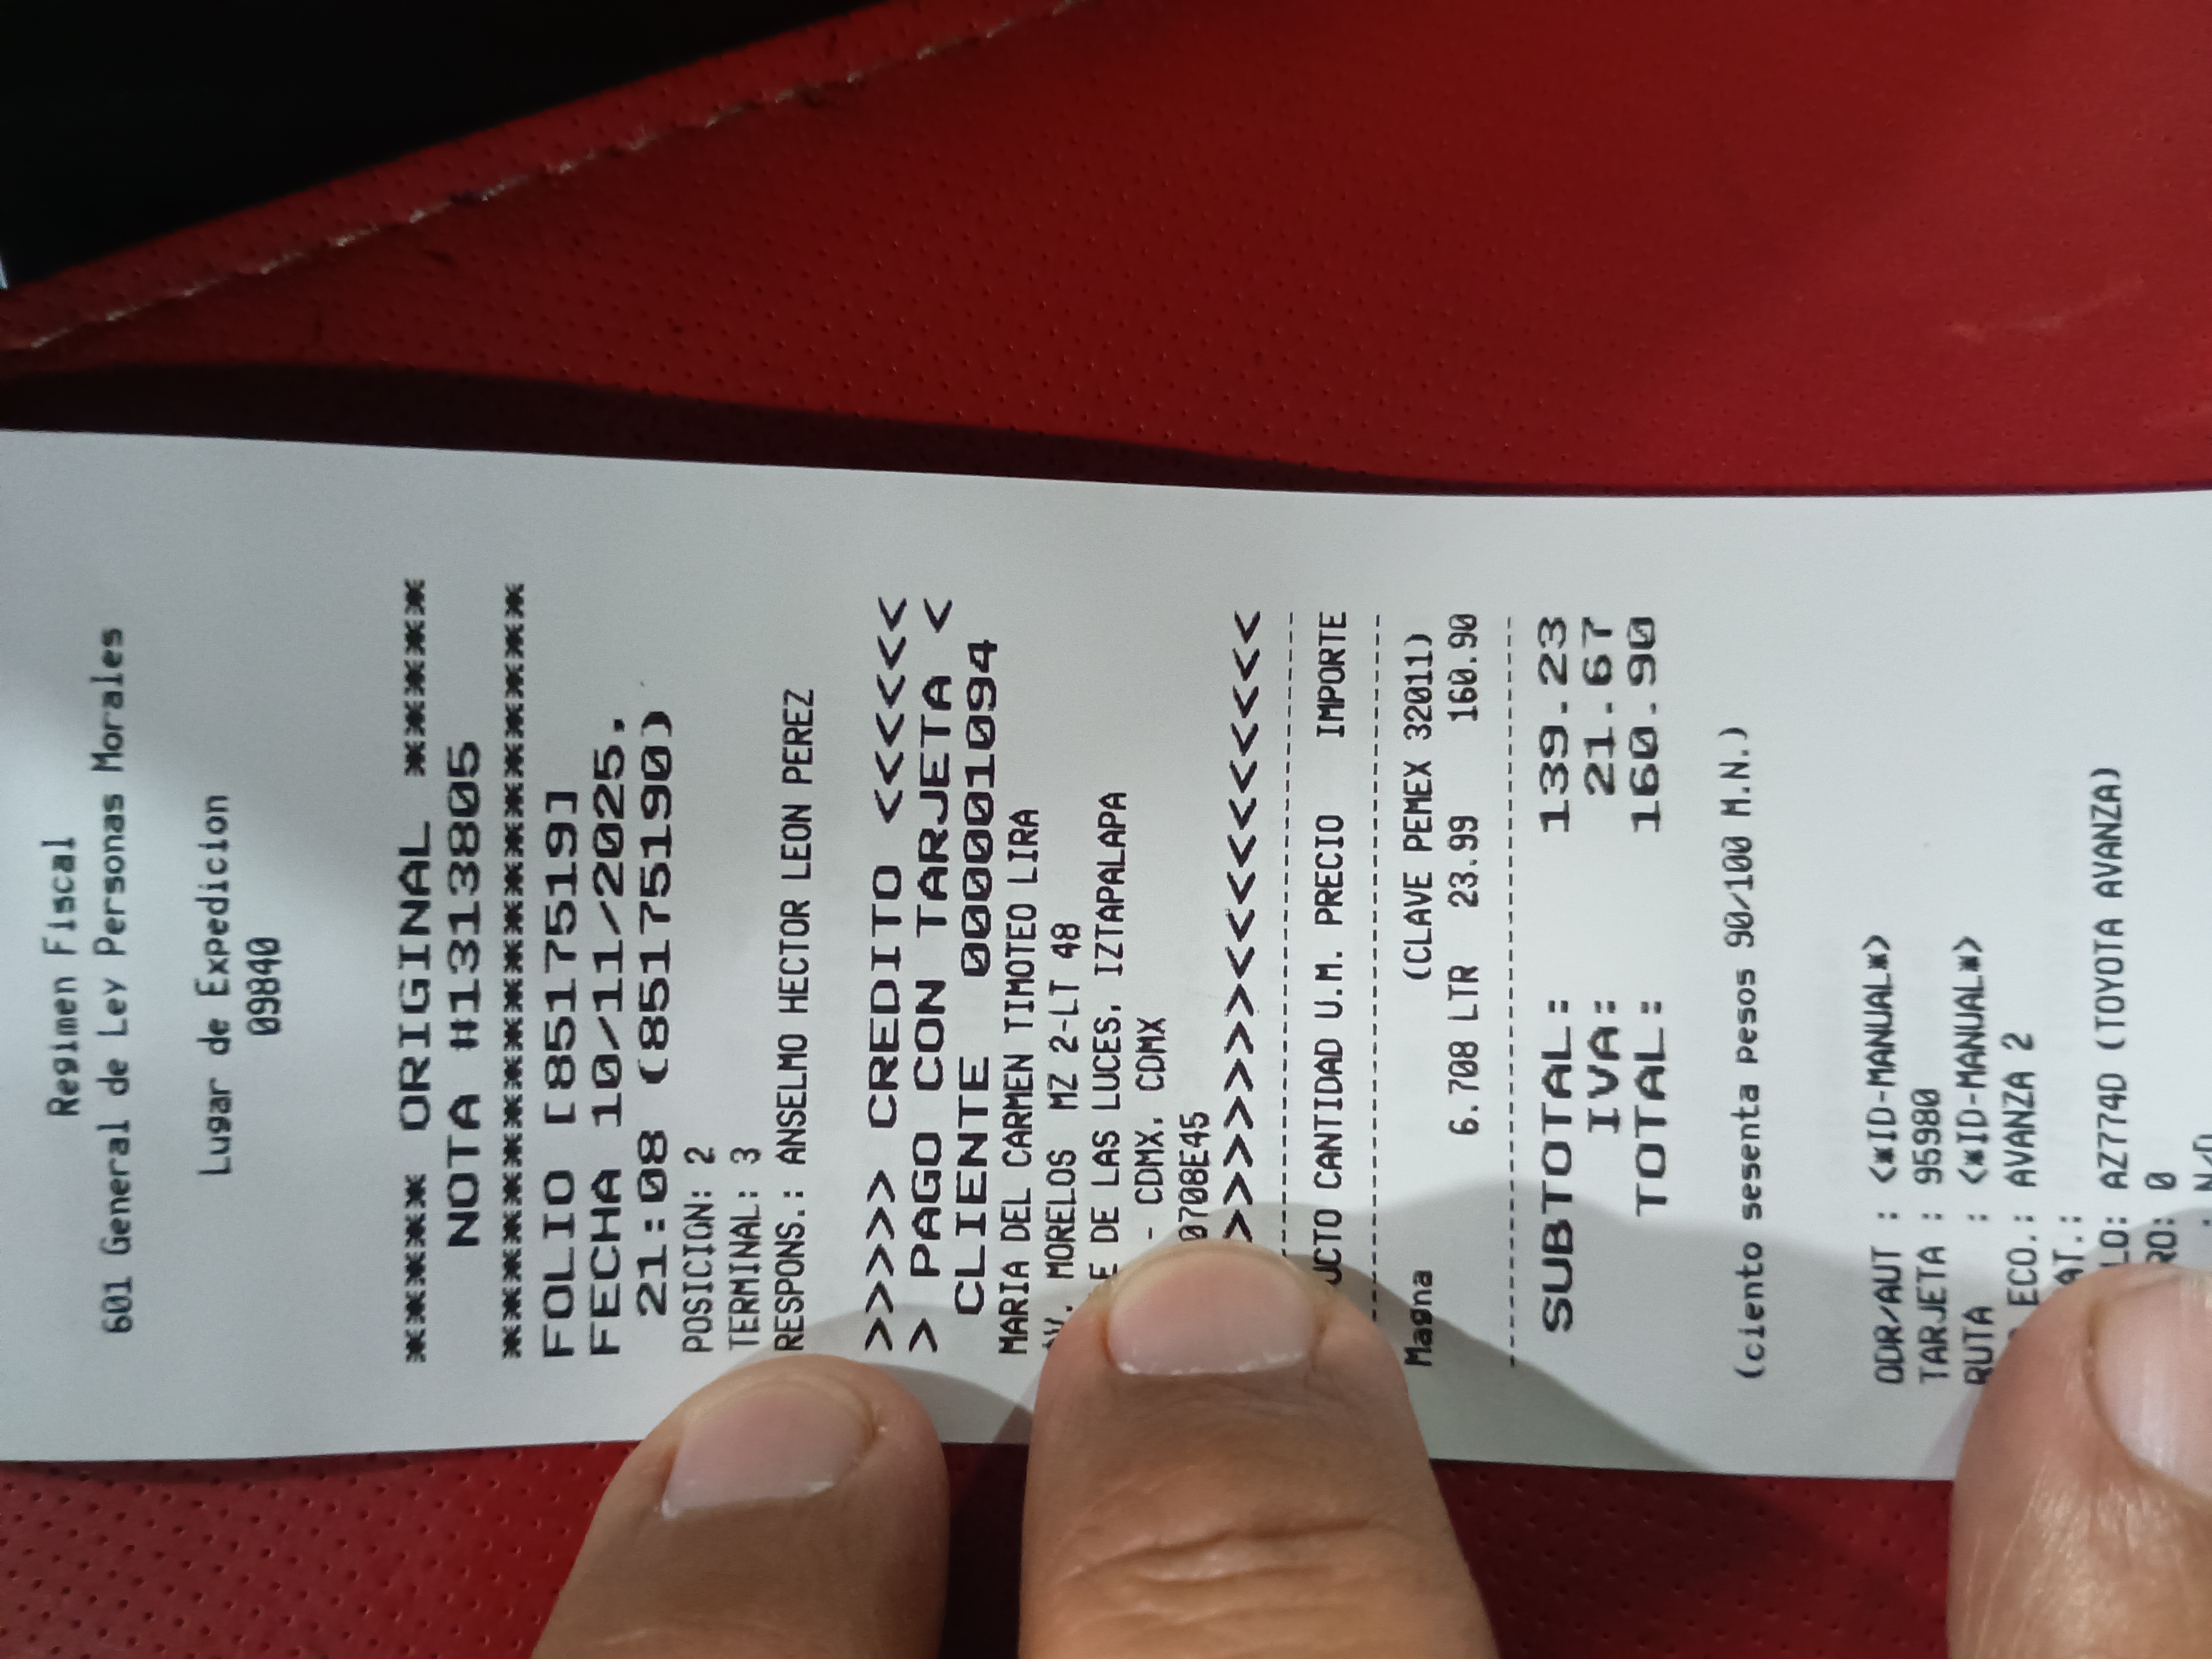 Regimen Fiscal
601 General de Ley Personas Morales
Lugar de Expedicion
09840
****** ORIGINAL ******
NOTA #1313805
************************
FOLIO [8517519]
FECHA 10/11/2025,
21:08 (85175190)
POSICION: 2
TERMINAL: 3
RESPONS.: ANSELMO HECTOR LEON PEREZ
>>>>> CREDITO <<<<<<
> PAGO CON TARJETA <
CLIENTE 0000001094
MARIA DEL CARMEN TIMOTEO LIRA
MORELOS MZ 2-LT 48
DE LAS LUCES, IZTAPALAPA
- CDMX, CDMX
0708E45
>>>>>>><<<<<<<<<<
CANTIDAD U.M. PRECIO IMPORTE
Magna (CLAVE PEMEX 32011)
6.708 LTR 23.99 160.90
SUBTOTAL: 139.23
IVA: 21.67
TOTAL: 160.90
(ciento sesenta pesos 90/100 M.N.)
ODR/AUT : <*ID-MANUAL*>
TARJETA : 95980
RUTA : <*ID-MANUAL*>
ECO.: AVANZA 2
AT.:
LO: AZ774D (TOYOTA AVANZA)
RO: 0